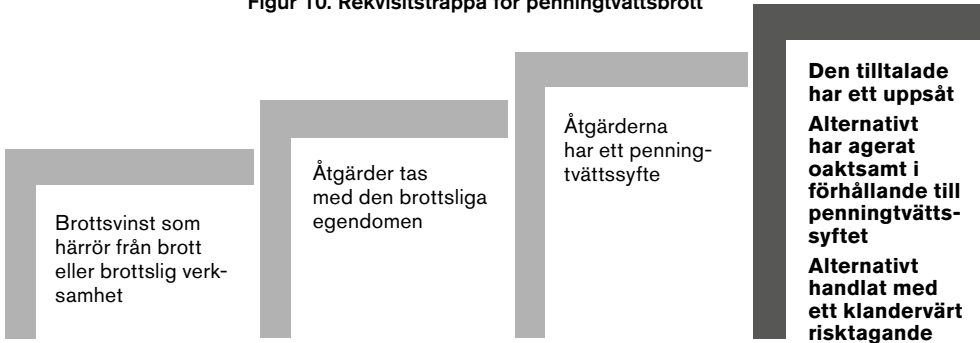 Figur 10. Rekvisitstrappa för penningtvättsbrott
Brottsvinst som
härrör från brott
eller brottslig verk-
samhet
Åtgärder tas
med den brottsliga
egendomen
Åtgärderna
har ett penning-
tvättssyfte
Den tilltalade
har ett uppsåt
Alternativt
har agerat
oaktsamt i
förhållande till
penningtvätts-
syftet
Alternativt
handlat med
ett klandervärt
risktagande